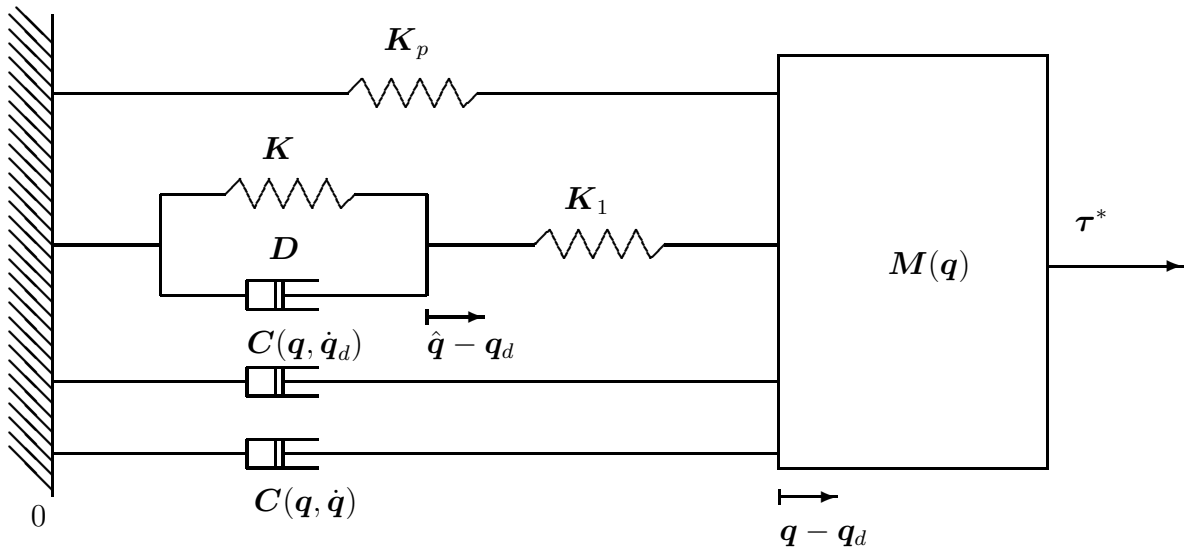 K_p
K
K_1
D
τ*
M(q)
C(q, q̇_d)
q̂ − q_d
C(q, q̇)
0
q − q_d